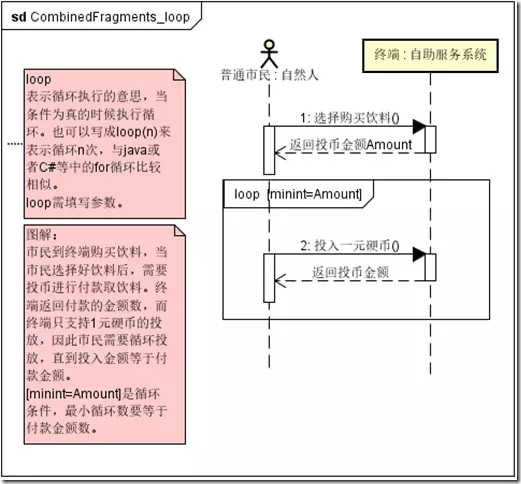 sd CombinedFragments_loop
loop
表示循环执行的意思，当
条件为真的时候执行循
环。也可以写成loop(n)来
表示循环n次，与java或
者C#等中的for循环比较
相似。
loop需填写参数。
图解：
市民到终端购买饮料，当
市民选择好饮料后，需要
投币进行付款取饮料。终
端返回付款的金额数，而
终端只支持1元硬币的投
放，因此市民需要循环投
放，直到投入金额等于付
款金额。
[minint=Amount]是循环
条件，最小循环数要等于
付款金额数。
普通市民 : 自然人
终端 : 自助服务系统
1: 选择购买饮料()
返回投币金额Amount
loop [minint=Amount]
2: 投入一元硬币()
返回投币金额